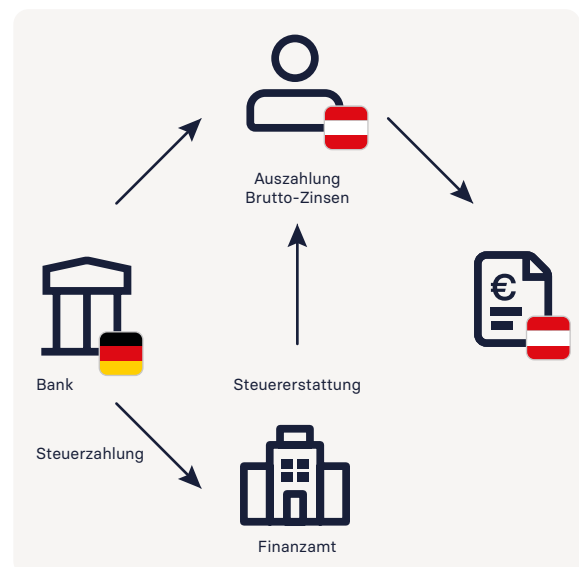 Auszahlung
Brutto-Zinsen
€
Bank
Steuererstattung
Steuerzahlung
Finanzamt